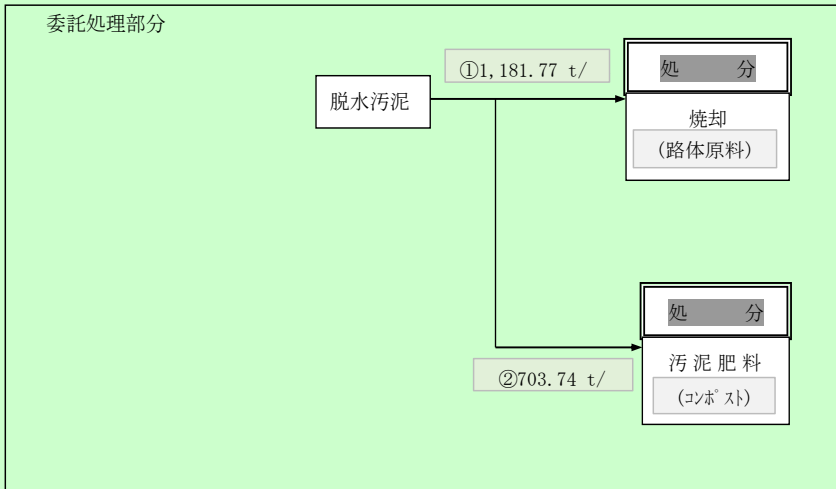 委託処理部分
①1,181.77 t/
処　　分
脱水汚泥
焼却
(路体原料)
処　　分
汚泥肥料
②703.74 t/
(ｺﾝﾎﾟｽﾄ)